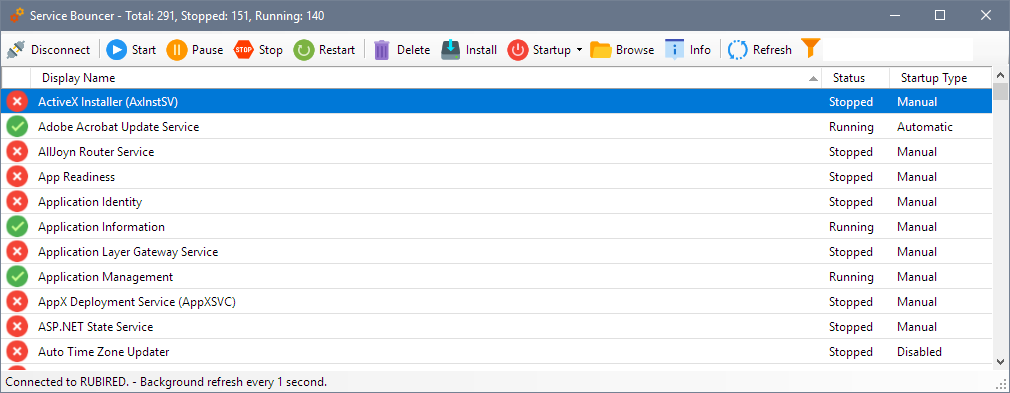 Service Bouncer - Total: 291, Stopped: 151, Running: 140
Disconnect Start Pause STOP Stop Restart Delete Install Startup Browse Info Refresh
Display Name Status Startup Type
ActiveX Installer (AxInstSV) Stopped Manual
Adobe Acrobat Update Service Running Automatic
AllJoyn Router Service Stopped Manual
App Readiness Stopped Manual
Application Identity Stopped Manual
Application Information Running Manual
Application Layer Gateway Service Stopped Manual
Application Management Running Manual
AppX Deployment Service (AppXSVC) Stopped Manual
ASP.NET State Service Stopped Manual
Auto Time Zone Updater Stopped Disabled
Connected to RUBIRED. - Background refresh every 1 second.